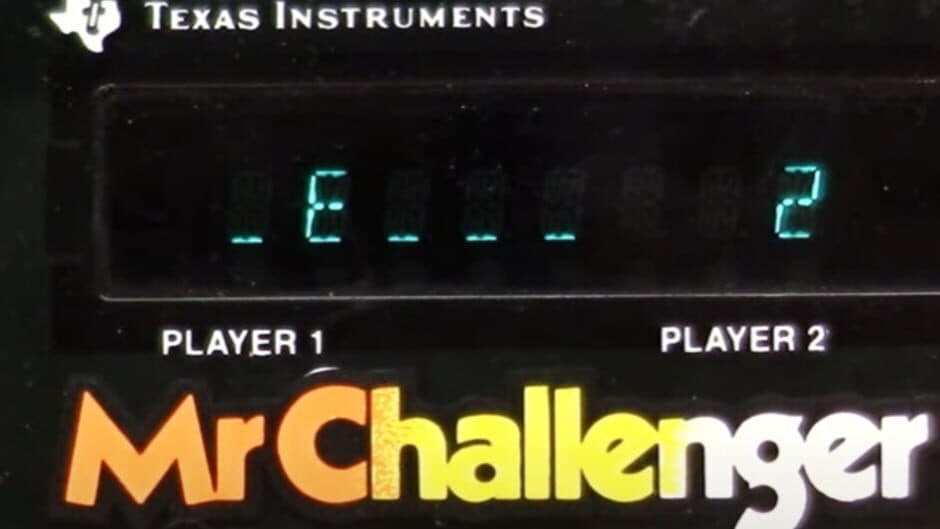 TEXAS INSTRUMENTS
_ E _ _ _ 2
PLAYER 1 PLAYER 2
MrChallenger